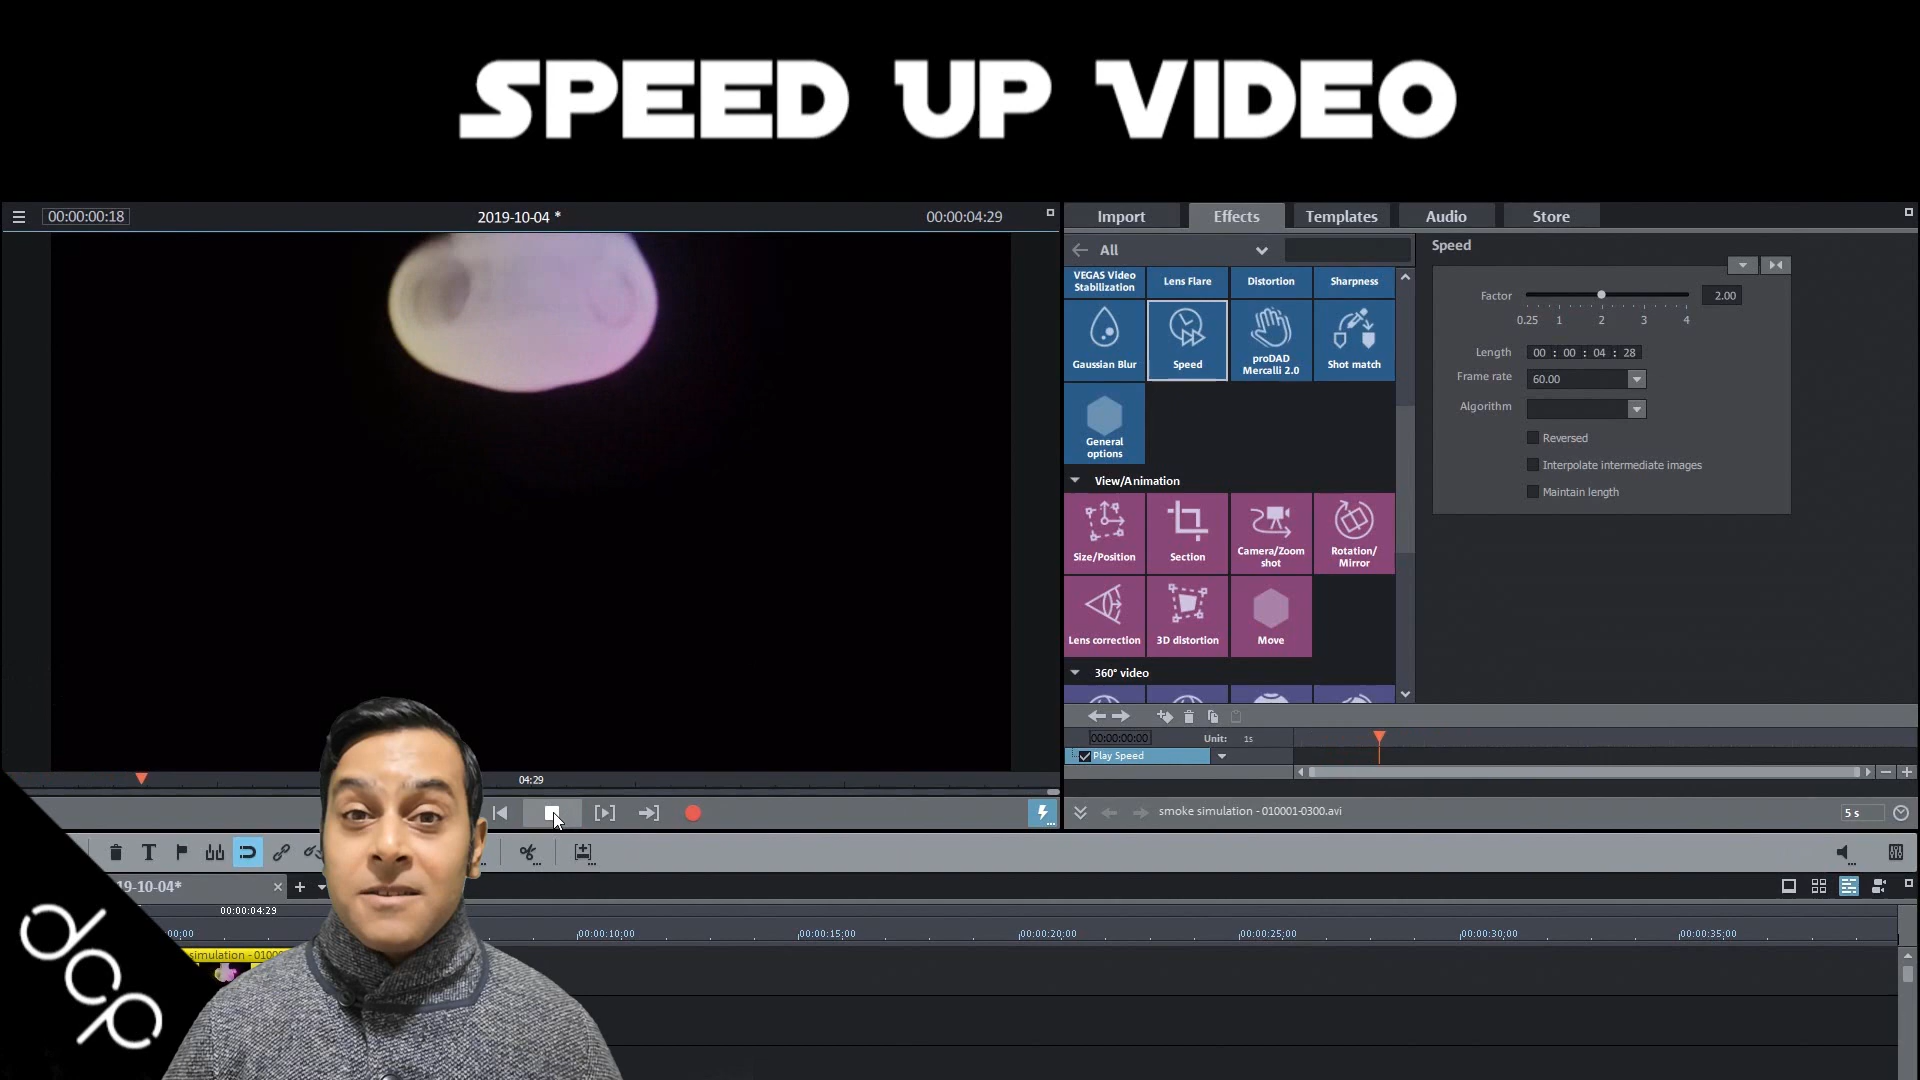 SPEED UP VIDEO
00:00:00:18
2019-10-04 *
00:00:04:29
Import
Effects
Templates
Audio
Store
All
Speed
VEGAS Video
Stabilization
Lens Flare
Distortion
Sharpness
Gaussian Blur
Speed
proDAD
Mercalli 2.0
Shot match
General
options
View/Animation
Size/Position
Section
Camera/Zoom
shot
Rotation/
Mirror
Lens correction
3D distortion
Move
360° video
Factor
2.00
0.25 1 2 3 4
Length
00 : 00 : 04 : 28
Frame rate
60.00
Algorithm
Reversed
Interpolate intermediate images
Maintain length
00:00:00:00
Unit: 1s
Play Speed
04:29
smoke simulation - 010001-0300.avi
5 s
19-10-04*
00:00:04:29
00;00
00:00:10;00
00:00:15;00
00:00:20;00
00:00:25;00
00:00:30;00
00:00:35;00
simulation - 0100
dcp